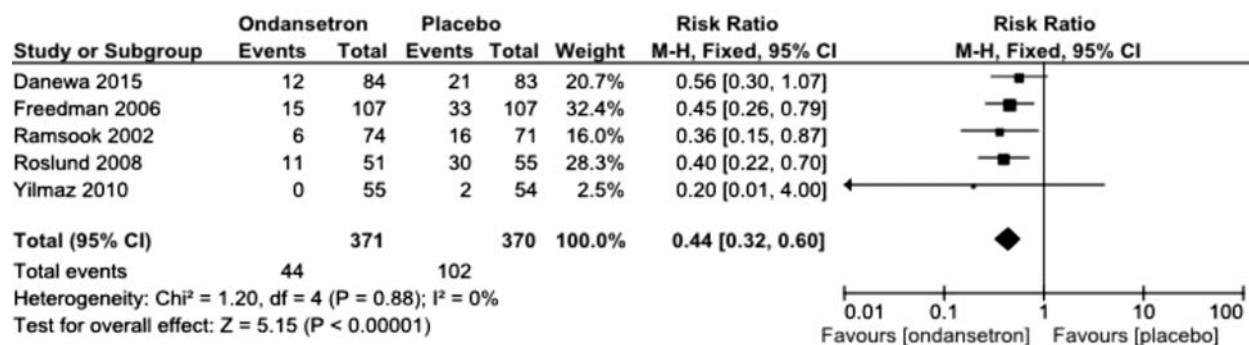 Ondansetron Placebo Risk Ratio Risk Ratio
Study or Subgroup Events Total Events Total Weight M-H, Fixed, 95% CI M-H, Fixed, 95% CI
Danewa 2015 12 84 21 83 20.7% 0.56 [0.30, 1.07]
Freedman 2006 15 107 33 107 32.4% 0.45 [0.26, 0.79]
Ramsook 2002 6 74 16 71 16.0% 0.36 [0.15, 0.87]
Roslund 2008 11 51 30 55 28.3% 0.40 [0.22, 0.70]
Yilmaz 2010 0 55 2 54 2.5% 0.20 [0.01, 4.00]
Total (95% CI) 371 370 100.0% 0.44 [0.32, 0.60]
Total events 44 102
Heterogeneity: Chi² = 1.20, df = 4 (P = 0.88); I² = 0%
Test for overall effect: Z = 5.15 (P < 0.00001)
0.01 0.1 1 10 100
Favours [ondansetron] Favours [placebo]